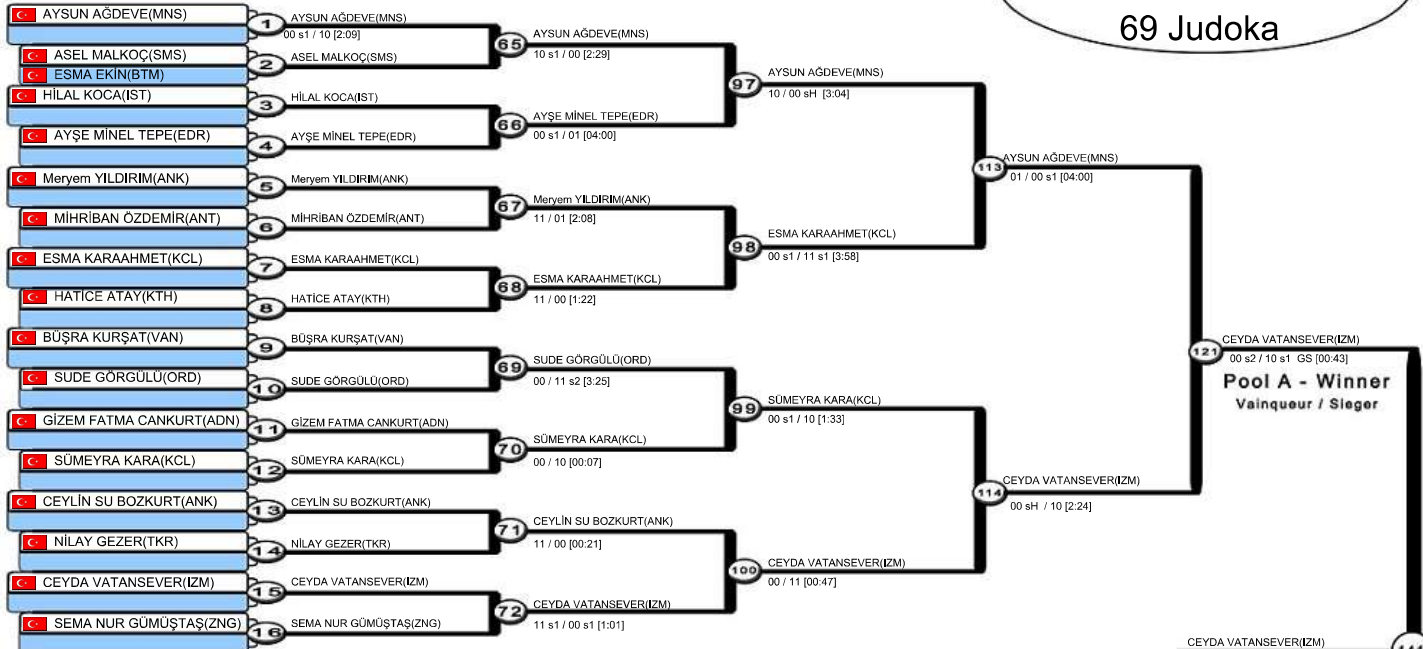 69 Judoka
AYSUN AĞDEVE(MNS)
ASEL MALKOÇ(SMS)
ESMA EKİN(BTM)
HİLAL KOCA(IST)
AYŞE MİNEL TEPE(EDR)
Meryem YILDIRIM(ANK)
MİHRİBAN ÖZDEMİR(ANT)
ESMA KARAAHMET(KCL)
HATİCE ATAY(KTH)
BÜŞRA KURŞAT(VAN)
SUDE GÖRGÜLÜ(ORD)
GİZEM FATMA CANKURT(ADN)
SÜMEYRA KARA(KCL)
CEYLİN SU BOZKURT(ANK)
NİLAY GEZER(TKR)
CEYDA VATANSEVER(IZM)
SEMA NUR GÜMÜŞTAŞ(ZNG)
1 AYSUN AĞDEVE(MNS)
00 s1 / 10 [2:09]
2 ASEL MALKOÇ(SMS)
3 HİLAL KOCA(IST)
4 AYŞE MİNEL TEPE(EDR)
5 Meryem YILDIRIM(ANK)
6 MİHRİBAN ÖZDEMİR(ANT)
7 ESMA KARAAHMET(KCL)
8 HATİCE ATAY(KTH)
9 BÜŞRA KURŞAT(VAN)
10 SUDE GÖRGÜLÜ(ORD)
11 GİZEM FATMA CANKURT(ADN)
12 SÜMEYRA KARA(KCL)
13 CEYLİN SU BOZKURT(ANK)
14 NİLAY GEZER(TKR)
15 CEYDA VATANSEVER(IZM)
16 SEMA NUR GÜMÜŞTAŞ(ZNG)
65 AYSUN AĞDEVE(MNS)
10 s1 / 00 [2:29]
66 AYŞE MİNEL TEPE(EDR)
00 s1 / 01 [04:00]
67 Meryem YILDIRIM(ANK)
11 / 01 [2:08]
68 ESMA KARAAHMET(KCL)
11 / 00 [1:22]
69 SUDE GÖRGÜLÜ(ORD)
00 / 11 s2 [3:25]
70 SÜMEYRA KARA(KCL)
00 / 10 [00:07]
71 CEYLİN SU BOZKURT(ANK)
11 / 00 [00:21]
72 CEYDA VATANSEVER(IZM)
11 s1 / 00 s1 [1:01]
97 AYSUN AĞDEVE(MNS)
10 / 00 sH [3:04]
98 ESMA KARAAHMET(KCL)
00 s1 / 11 s1 [3:58]
99 SÜMEYRA KARA(KCL)
00 s1 / 10 [1:33]
100 CEYDA VATANSEVER(IZM)
00 / 11 [00:47]
113 AYSUN AĞDEVE(MNS)
01 / 00 s1 [04:00]
114 CEYDA VATANSEVER(IZM)
00 sH / 10 [2:24]
121 CEYDA VATANSEVER(IZM)
00 s2 / 10 s1 GS [00:43]
Pool A - Winner
Vainqueur / Sieger
CEYDA VATANSEVER(IZM)